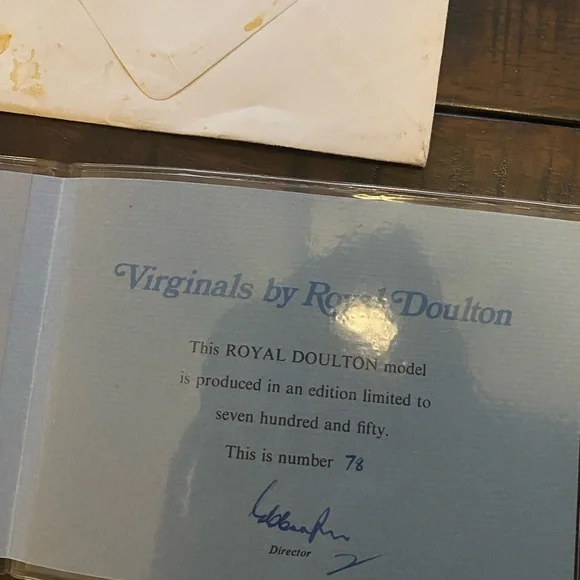 Virginals by Royal Doulton
This ROYAL DOULTON model
is produced in an edition limited to
seven hundred and fifty.
This is number 78
Director